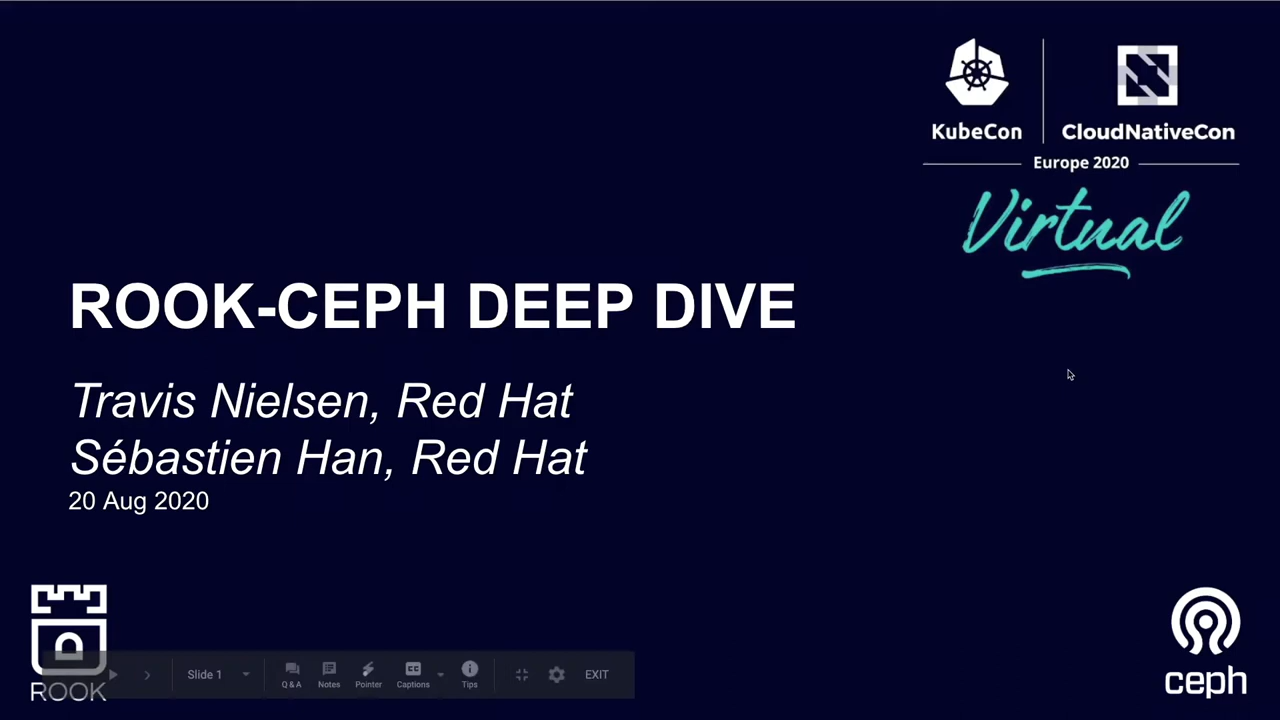 KubeCon
CloudNativeCon
Europe 2020
Virtual
ROOK-CEPH DEEP DIVE
Travis Nielsen, Red Hat
Sébastien Han, Red Hat
20 Aug 2020
ROOK
Slide 1
Q & A
Notes
Pointer
Captions
Tips
EXIT
ceph